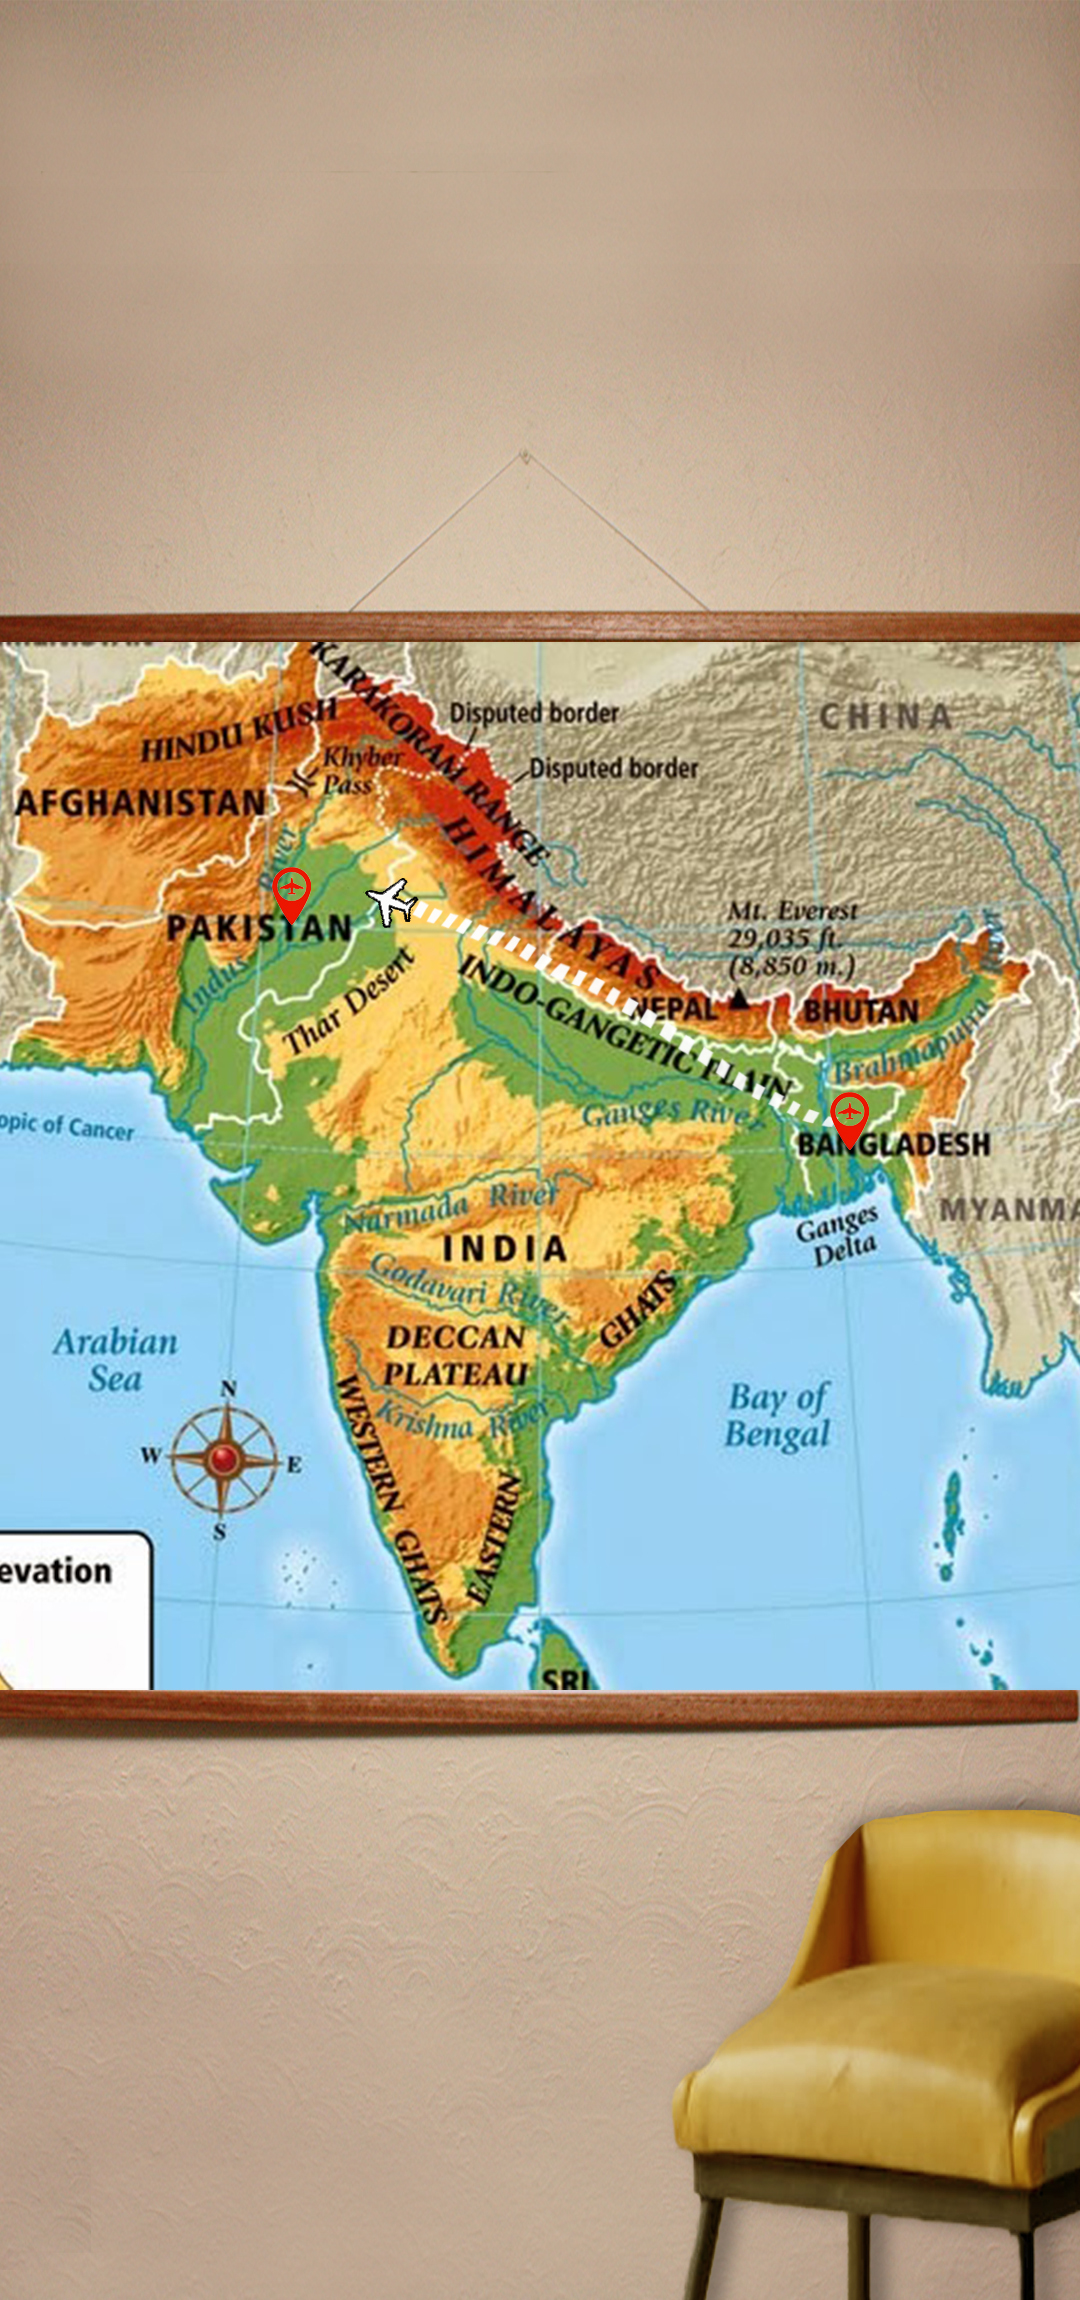 KARAKORAM RANGE
HINDU KUSH
Disputed border
CHINA
Khyber
Pass
Disputed border
AFGHANISTAN
HIMALAYAS
River
Mt. Everest
29,035 ft.
(8,850 m.)
PAKISTAN
Indus
Thar Desert
INDO-GANGETIC PLAIN
NEPAL
BHUTAN
Brahmaputra
River
opic of Cancer
Ganges River
BANGLADESH
Narmada River
MYANMA
Ganges
Delta
INDIA
Godavari River
GHATS
Arabian
Sea
DECCAN
PLATEAU
Bay of
Bengal
N
W
E
S
Krishna River
WESTERN GHATS
EASTERN
evation
SRI